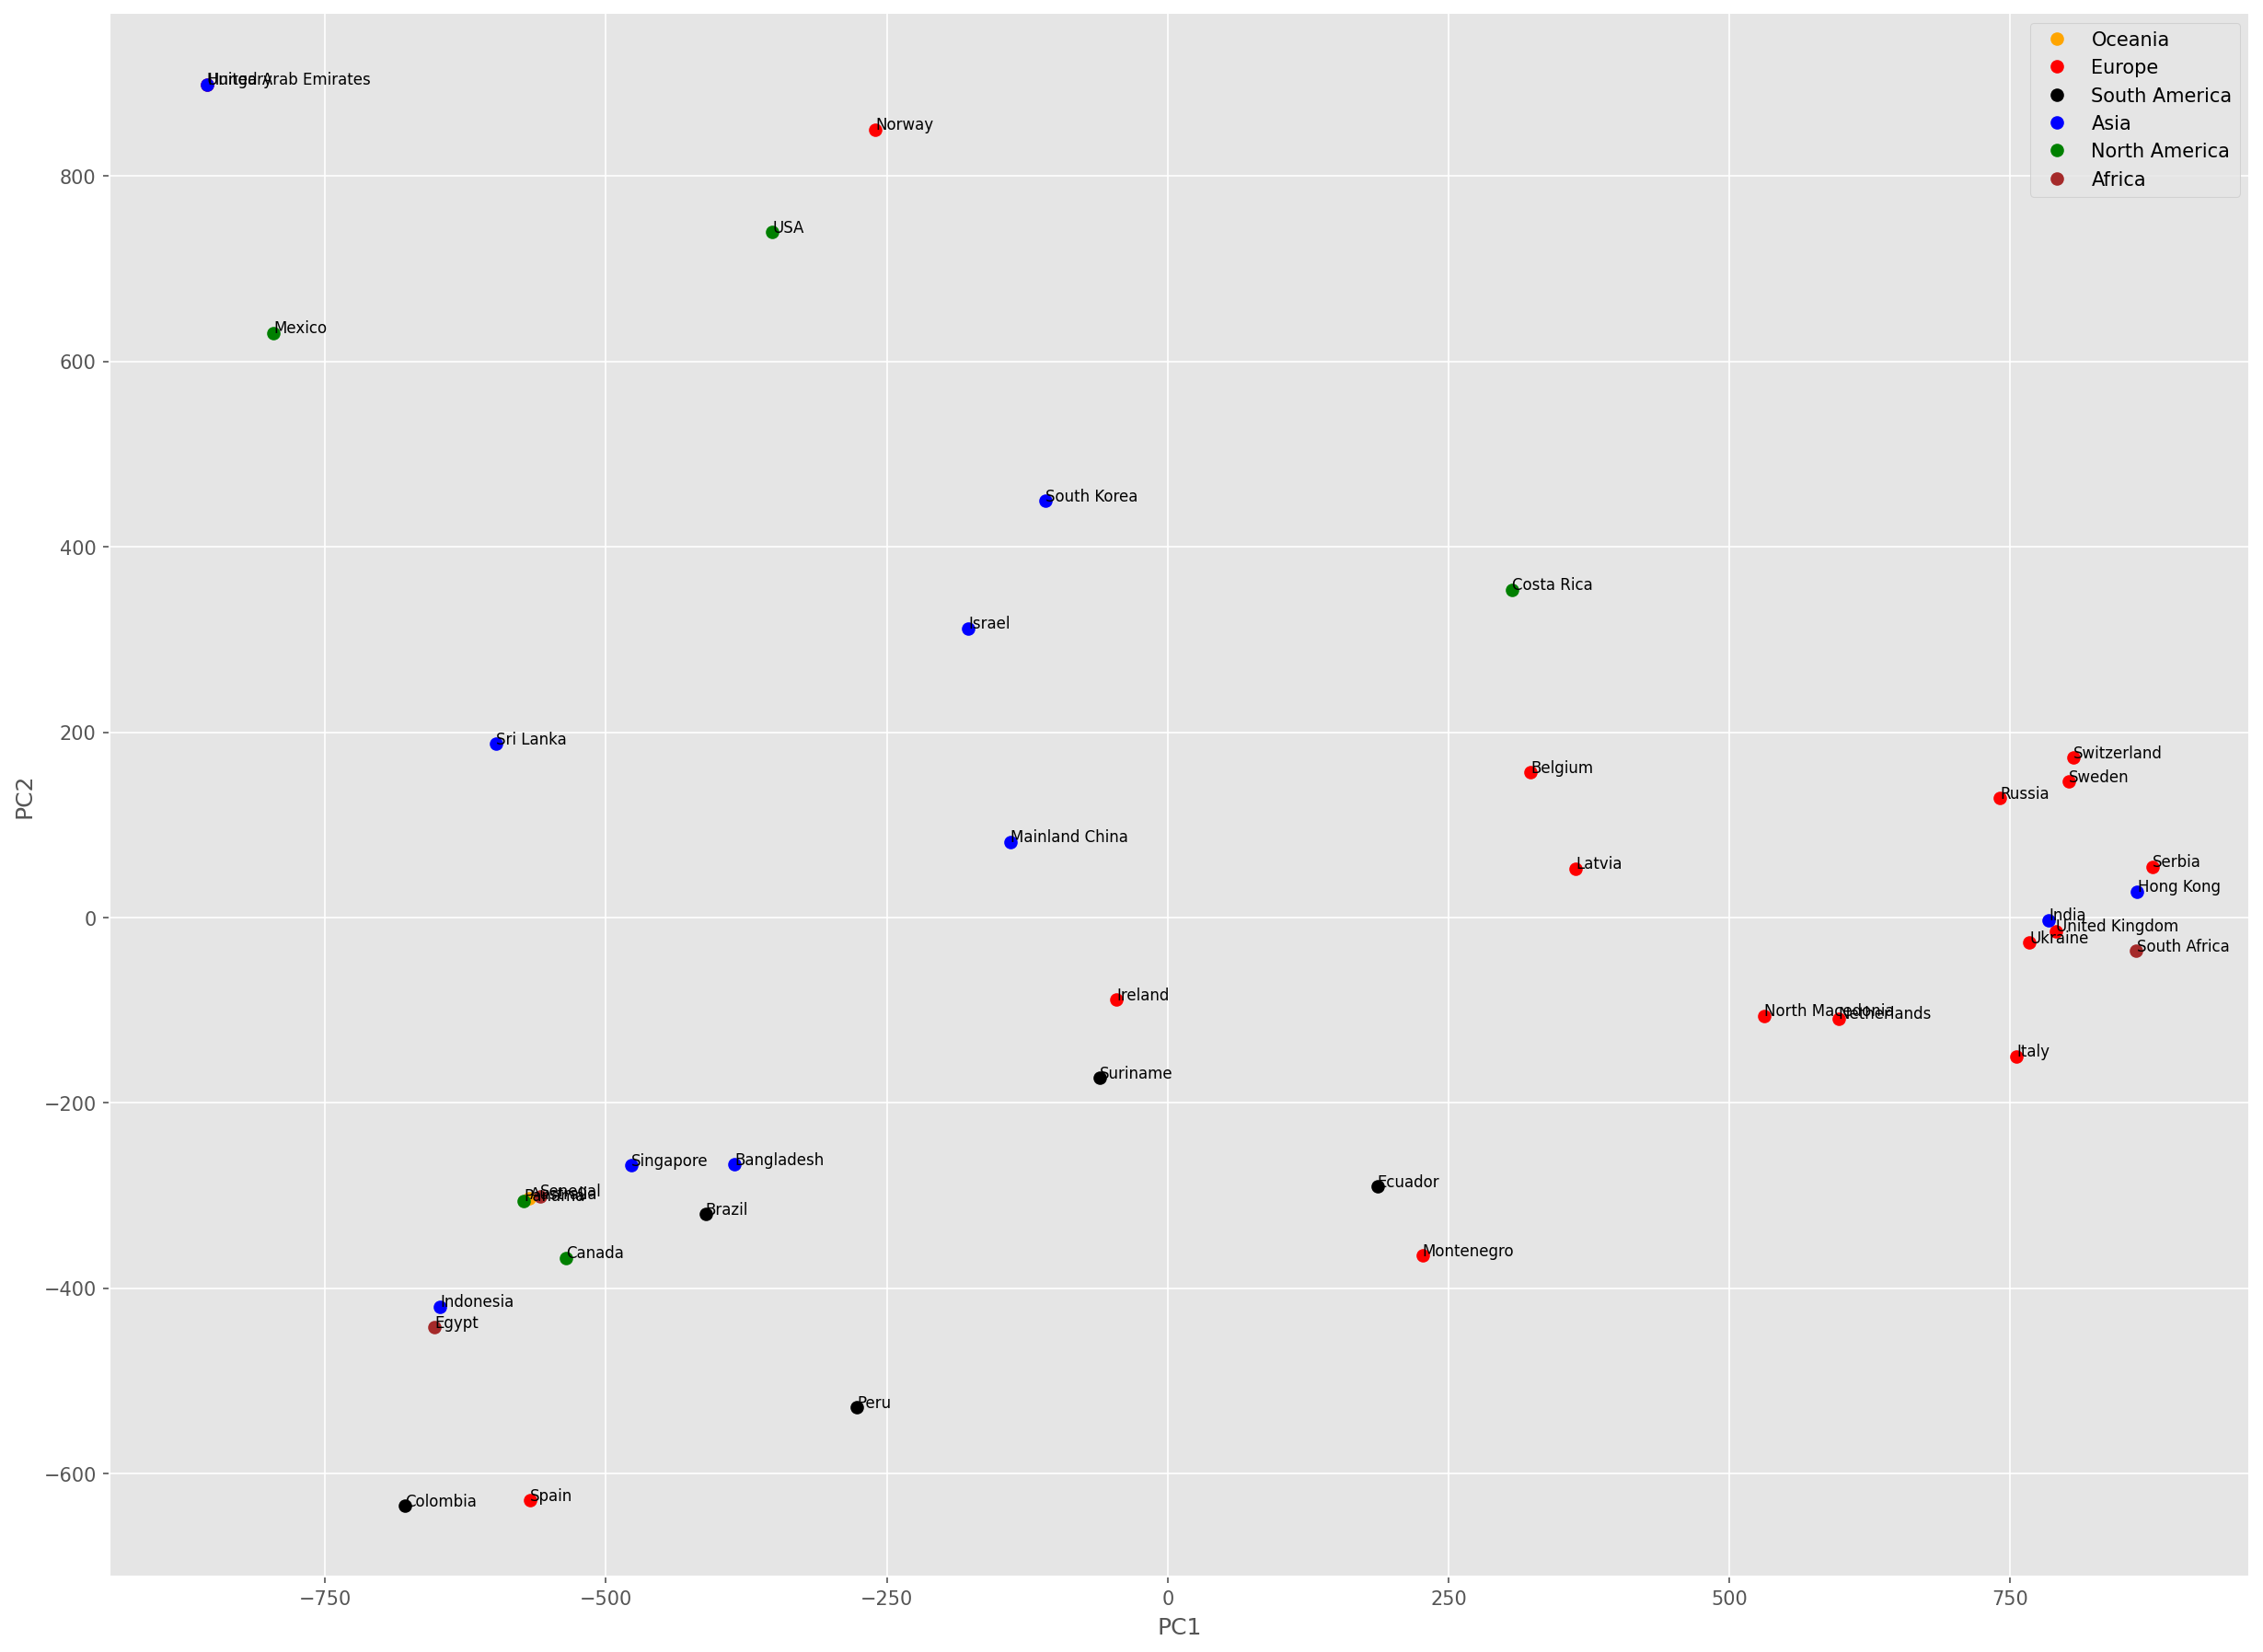 Hungary
United Arab Emirates
Norway
USA
Mexico
South Korea
Costa Rica
Israel
Sri Lanka
Belgium
Switzerland
Sweden
Russia
Mainland China
Latvia
Serbia
Hong Kong
India
United Kingdom
Ukraine
South Africa
Ireland
North Macedonia
Netherlands
Italy
Suriname
Singapore
Bangladesh
Ecuador
Senegal
Australia
Panama
Brazil
Canada
Montenegro
Indonesia
Egypt
Peru
Colombia
Spain
Oceania
Europe
South America
Asia
North America
Africa
800
600
400
200
0
−200
−400
−600
PC2
−750
−500
−250
0
250
500
750
PC1